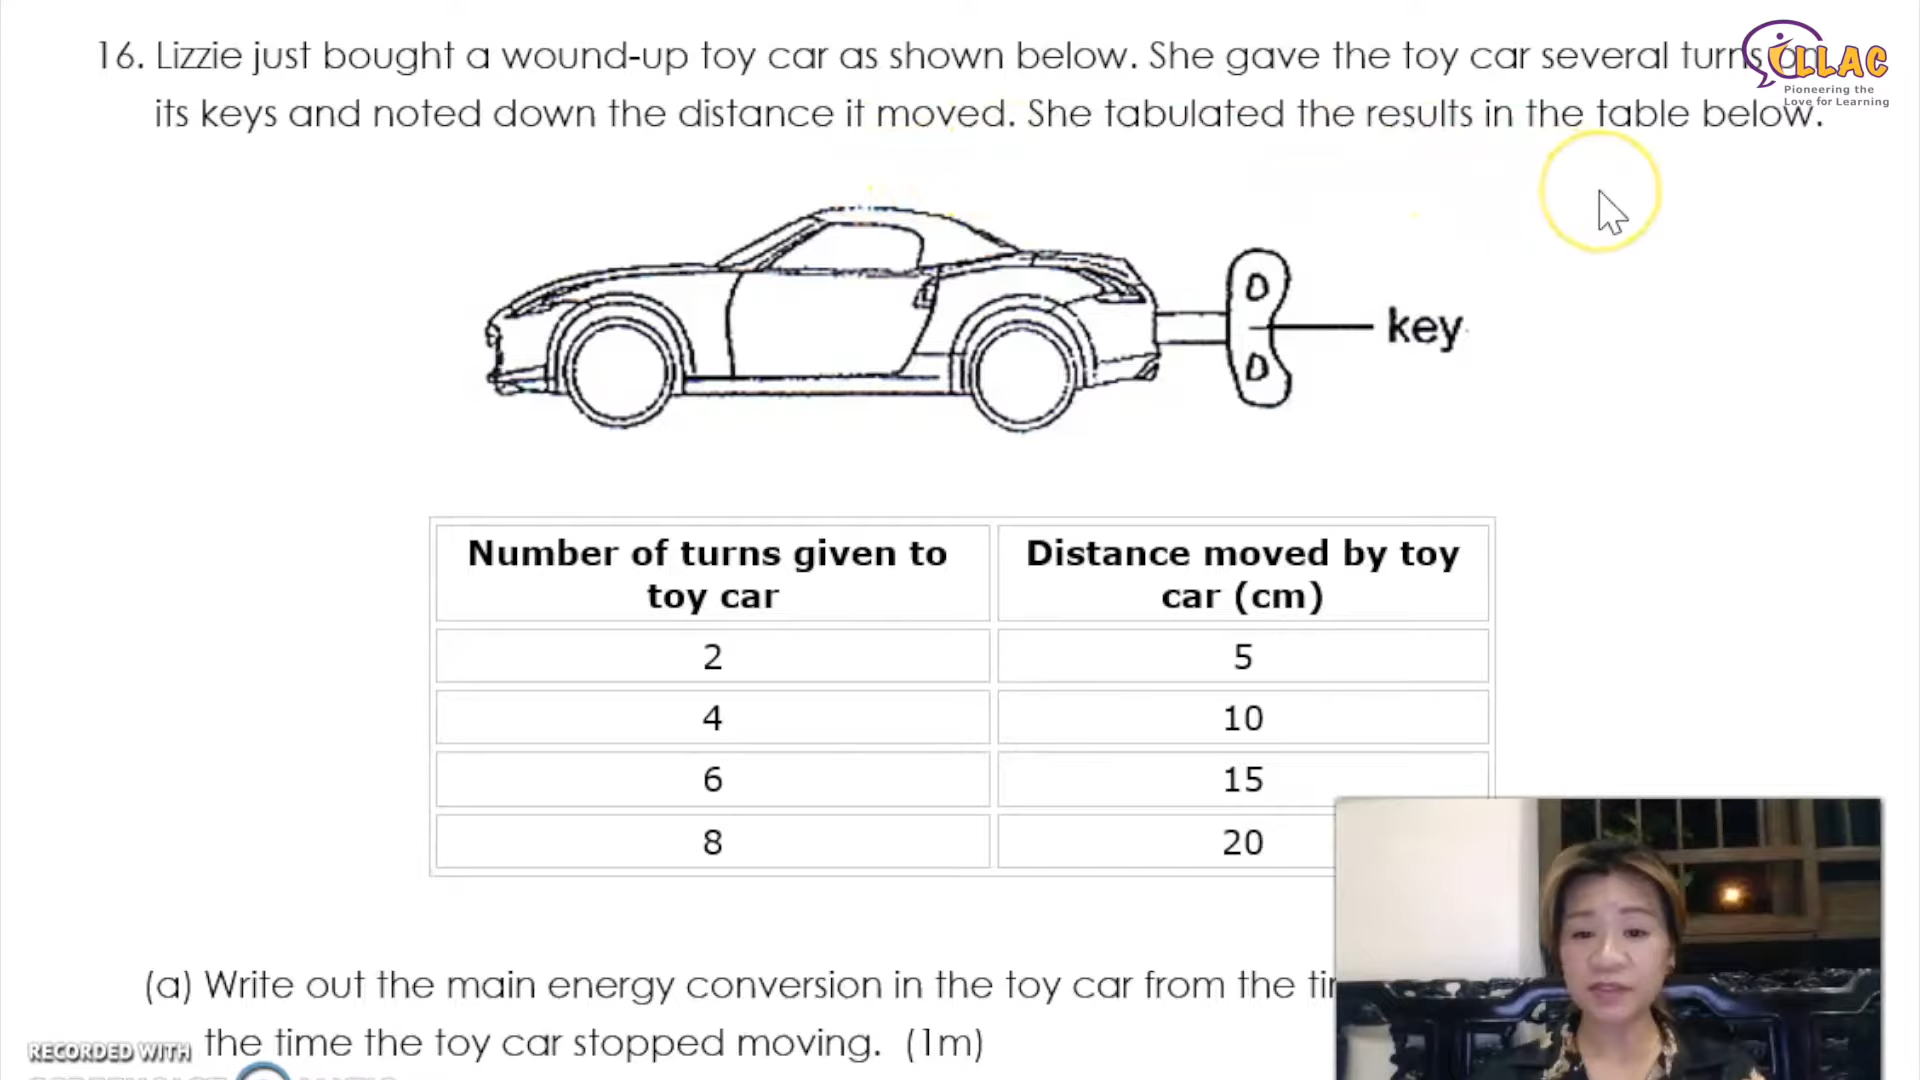 16. Lizzie just bought a wound-up toy car as shown below. She gave the toy car several turns
its keys and noted down the distance it moved. She tabulated the results in the table below.
iLLAC
Pioneering the
Love for Learning
key
Number of turns given to
toy car
Distance moved by toy
car (cm)
2 5
4 10
6 15
8 20
(a) Write out the main energy conversion in the toy car from the
the time the toy car stopped moving. (1m)
RECORDED WITH